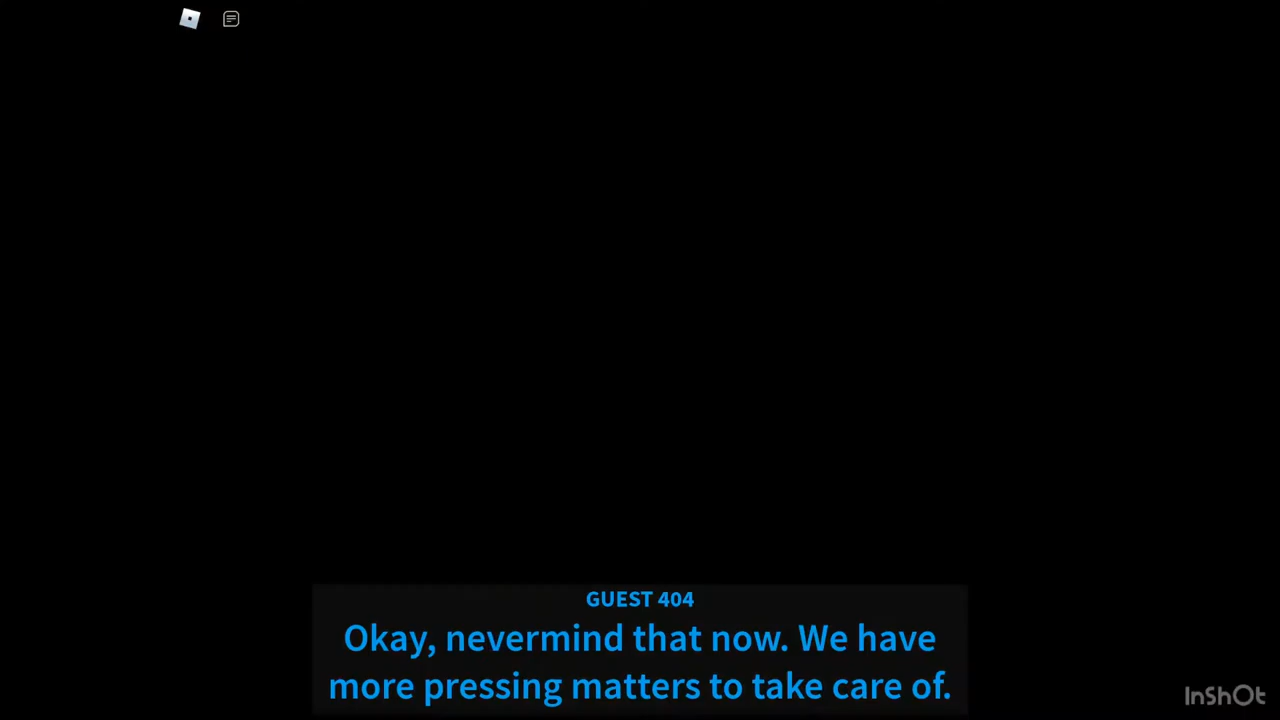 GUEST 404
Okay, nevermind that now. We have
more pressing matters to take care of.
InShOt